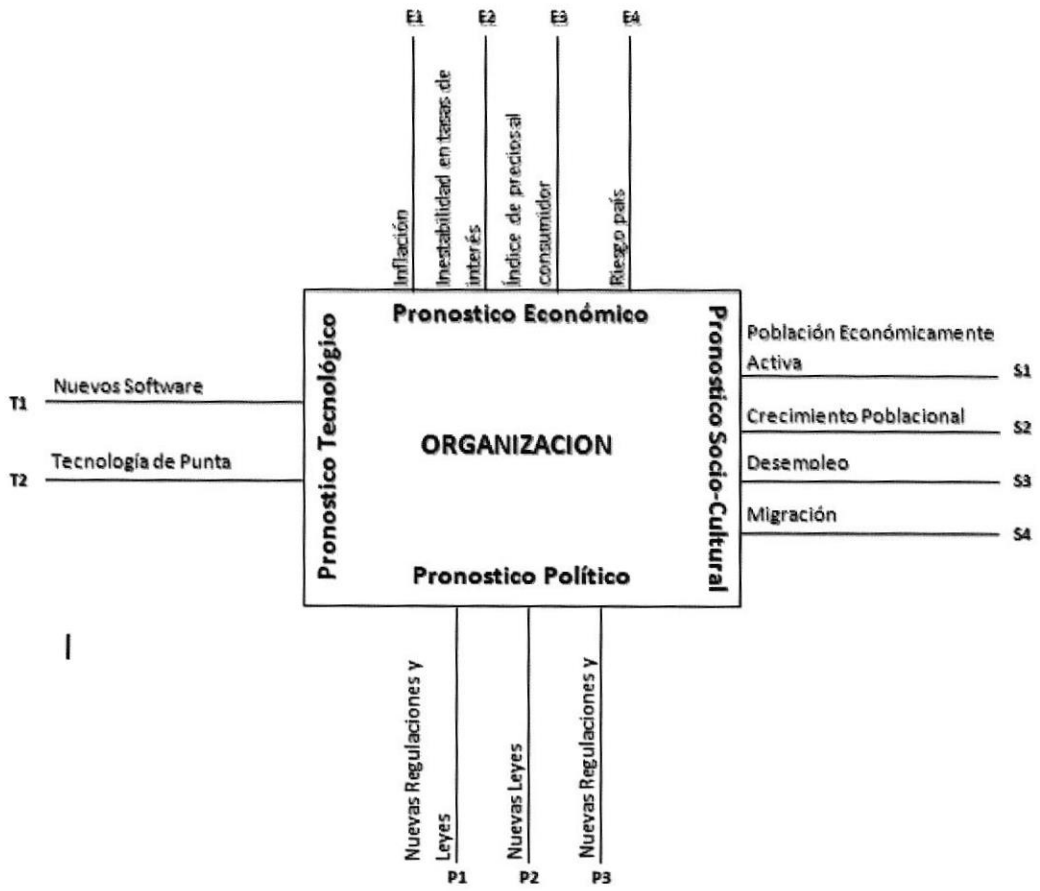 E1
E2
E3
E4
Inflación
Inestabilidad en tasas de
interés
Índice de precios al
consumidor
Riesgo país
Pronostico Económico
Pronostico Tecnológico
Pronostico Socio-Cultural
ORGANIZACION
Pronostico Político
T1
Nuevos Software
T2
Tecnología de Punta
Población Económicamente
Activa
S1
Crecimiento Poblacional
S2
Desempleo
S3
Migración
S4
Nuevas Regulaciones y
Leyes
Nuevas Leyes
Nuevas Regulaciones y
P1
P2
P3